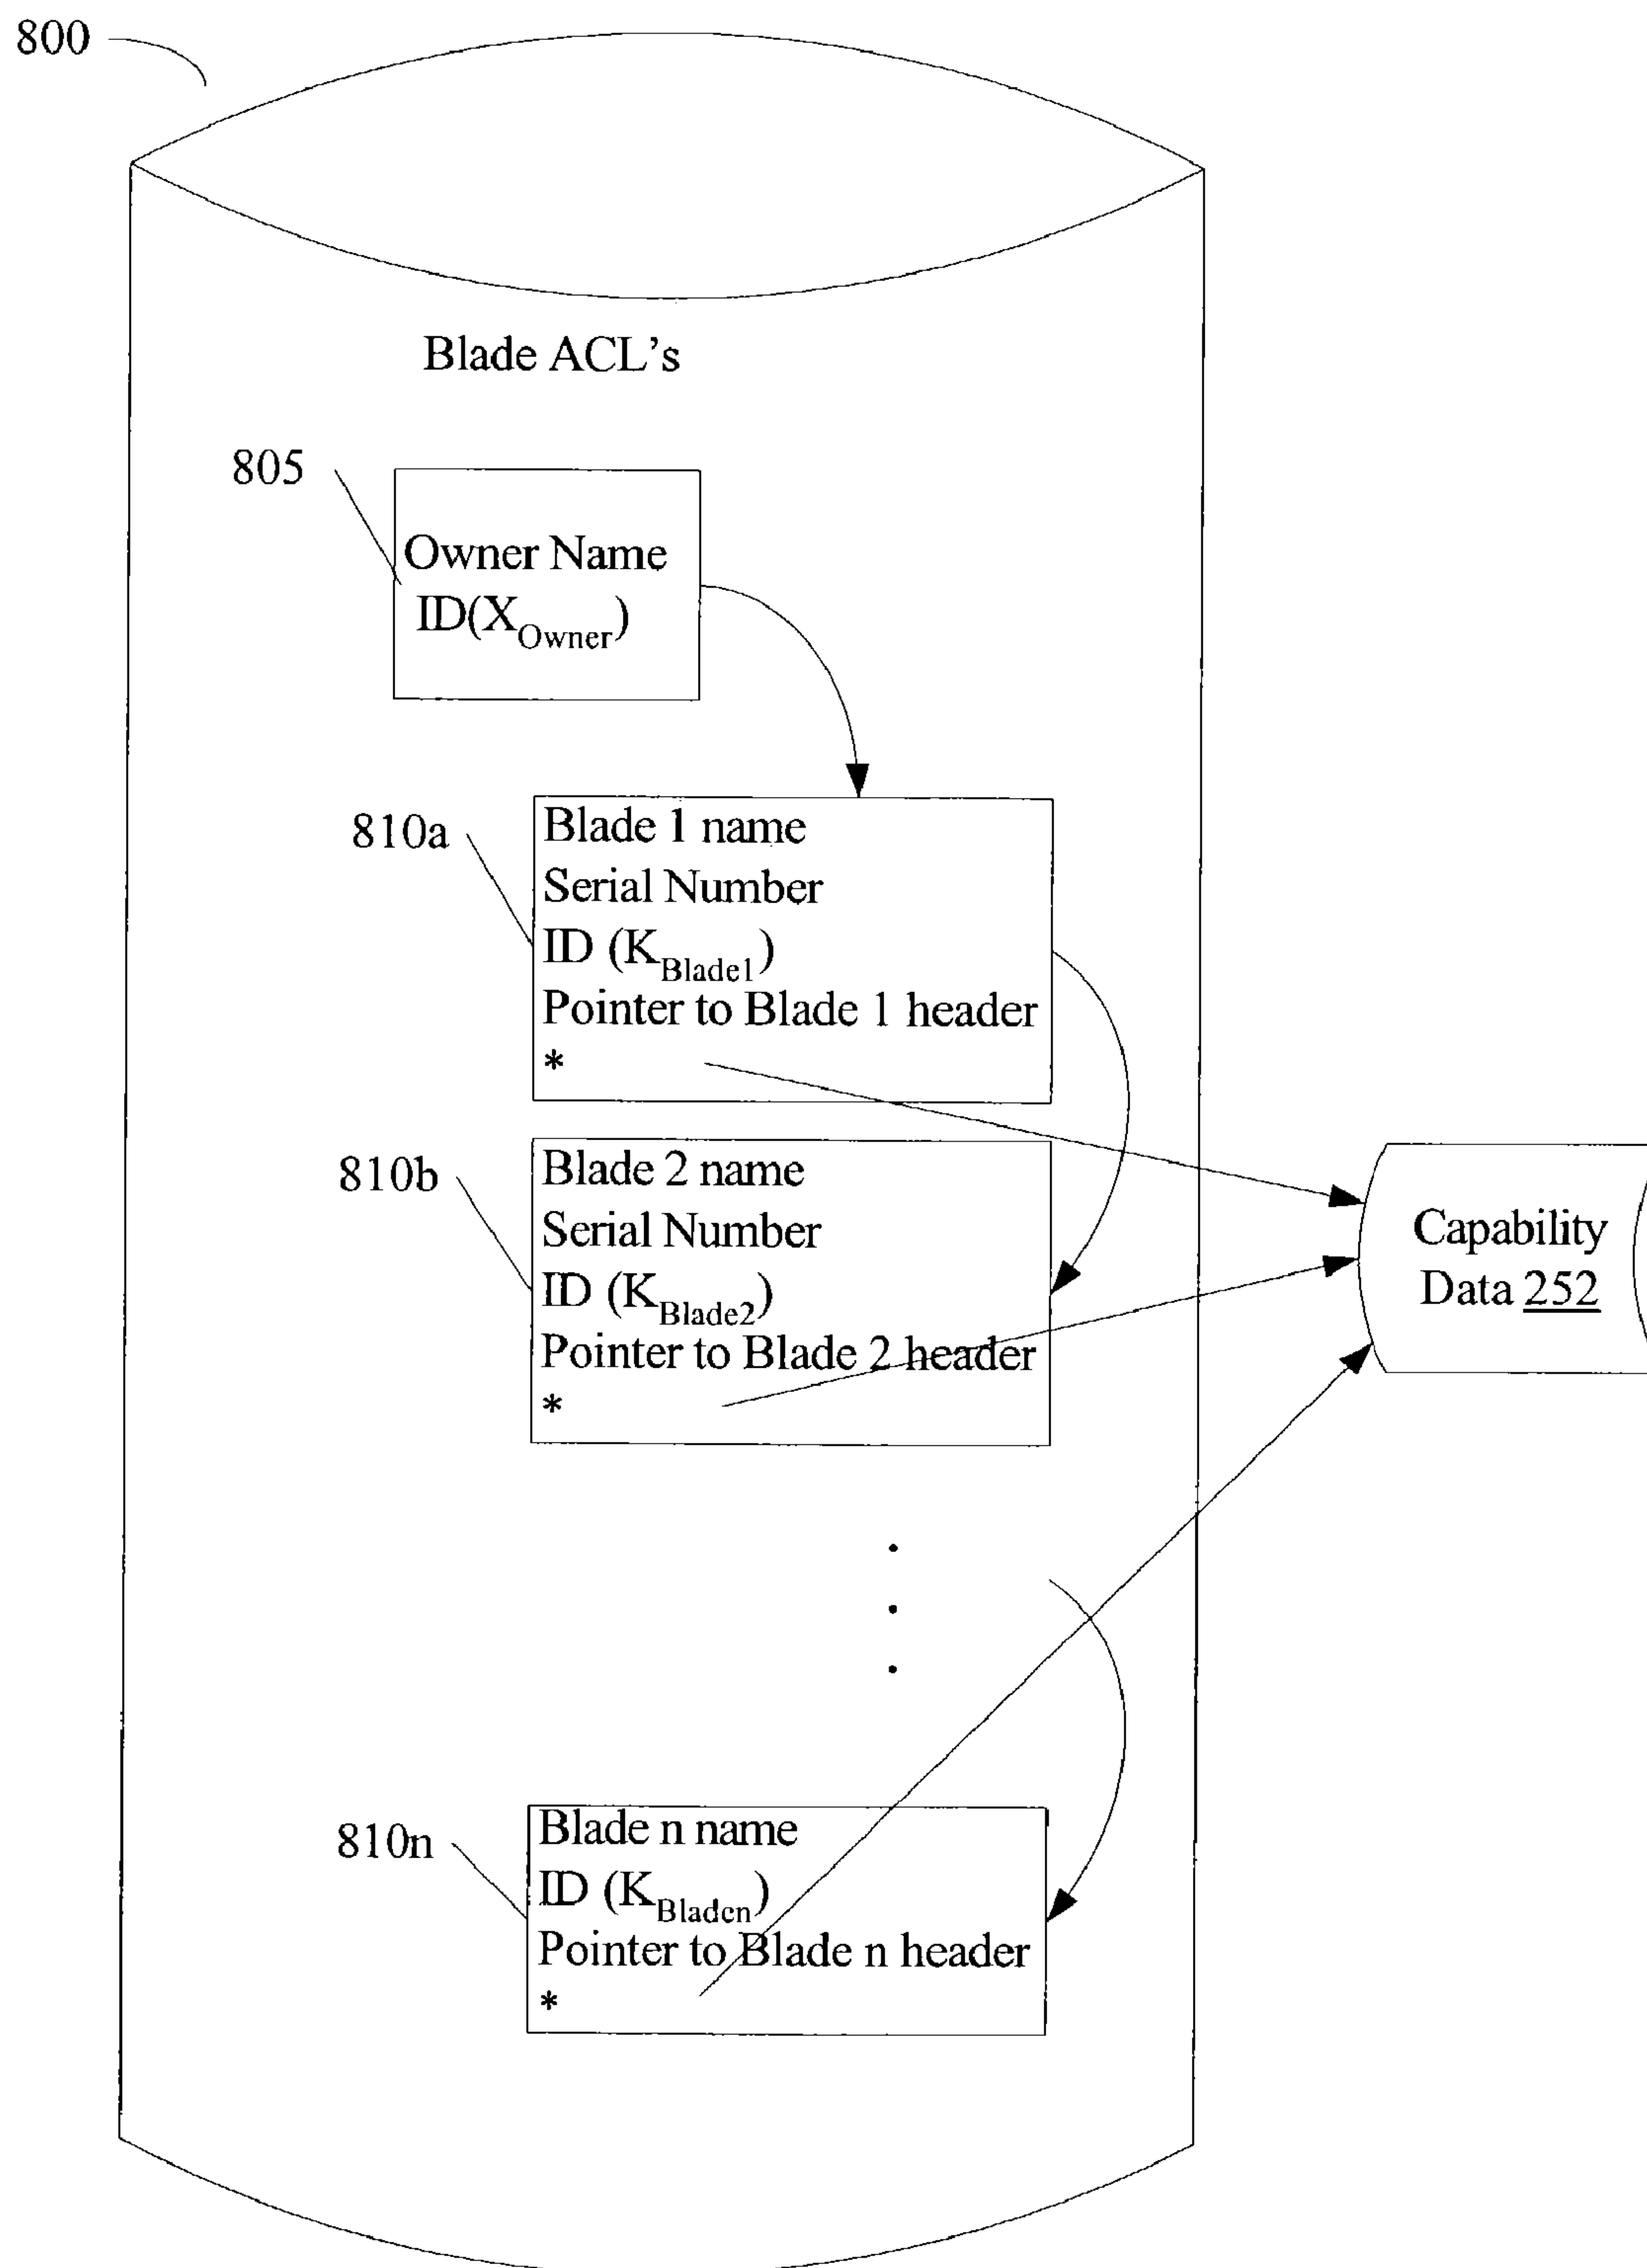 800
Blade ACL's
805
Owner Name
ID(X_Owner)
810a
Blade 1 name
Serial Number
ID (K_Blade1)
Pointer to Blade 1 header
*
810b
Blade 2 name
Serial Number
ID (K_Blade2)
Pointer to Blade 2 header
*
Capability
Data 252
810n
Blade n name
ID (K_Bladen)
Pointer to Blade n header
*